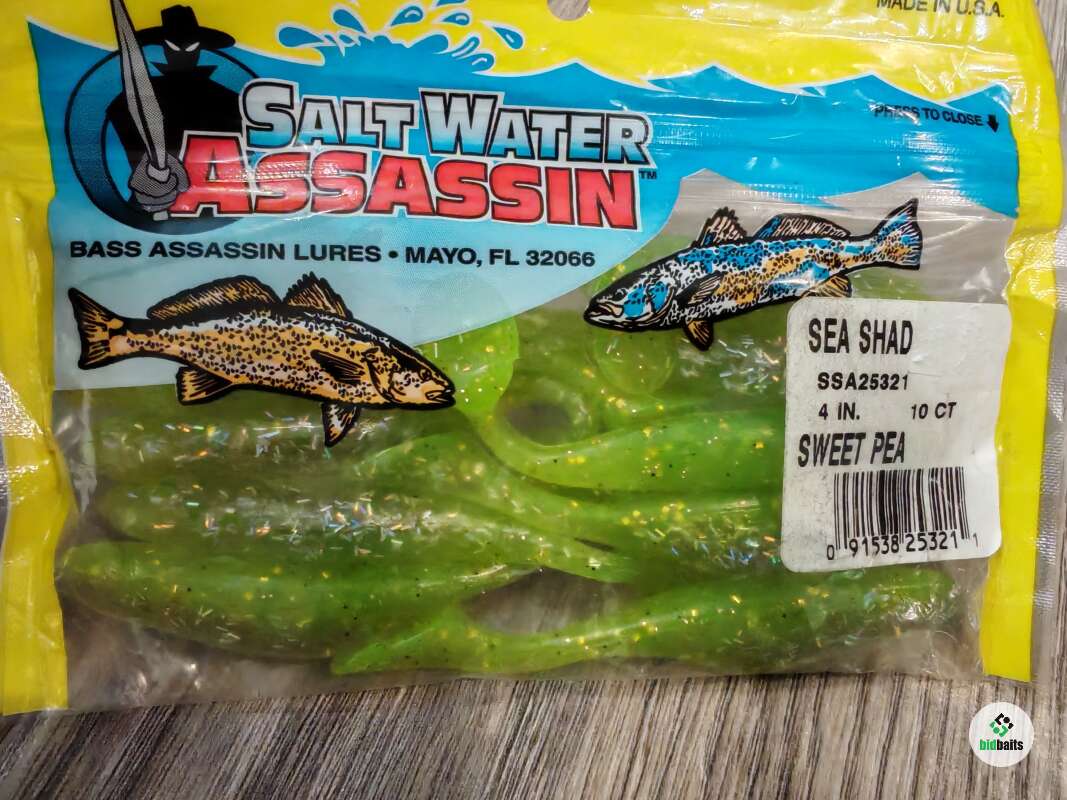 MADE IN U.S.A.
PRESS TO CLOSE
SALT WATER
ASSASSIN™
BASS ASSASSIN LURES • MAYO, FL 32066
SEA SHAD
SSA25321
4 IN. 10 CT
SWEET PEA
0 91538 25321 1
bidbaits